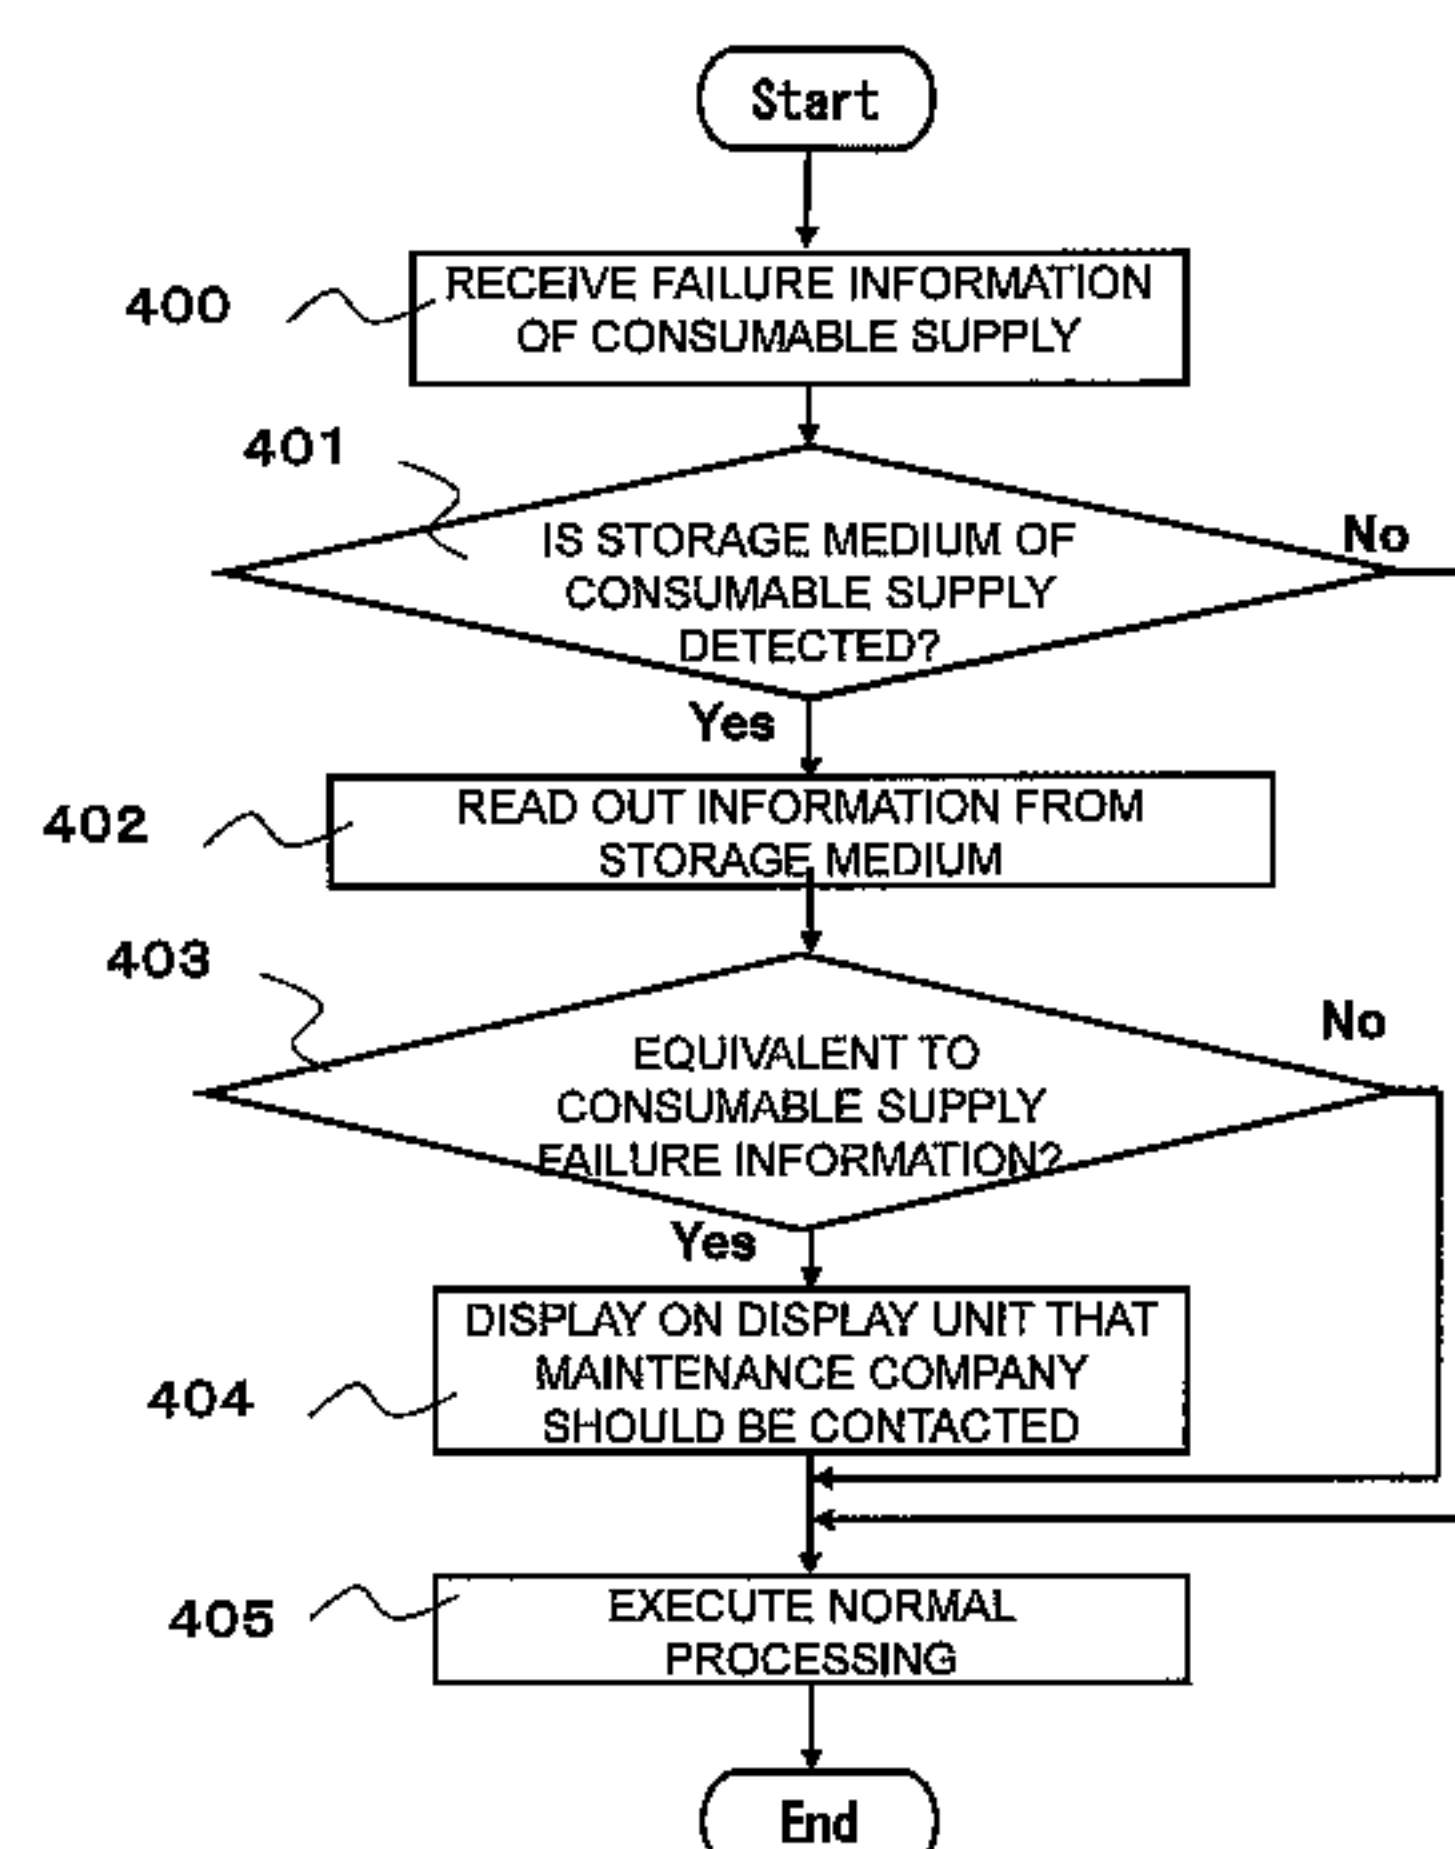 Start
400
RECEIVE FAILURE INFORMATION
OF CONSUMABLE SUPPLY
401
IS STORAGE MEDIUM OF
CONSUMABLE SUPPLY
DETECTED?
No
Yes
402
READ OUT INFORMATION FROM
STORAGE MEDIUM
403
EQUIVALENT TO
CONSUMABLE SUPPLY
FAILURE INFORMATION?
No
Yes
404
DISPLAY ON DISPLAY UNIT THAT
MAINTENANCE COMPANY
SHOULD BE CONTACTED
405
EXECUTE NORMAL
PROCESSING
End